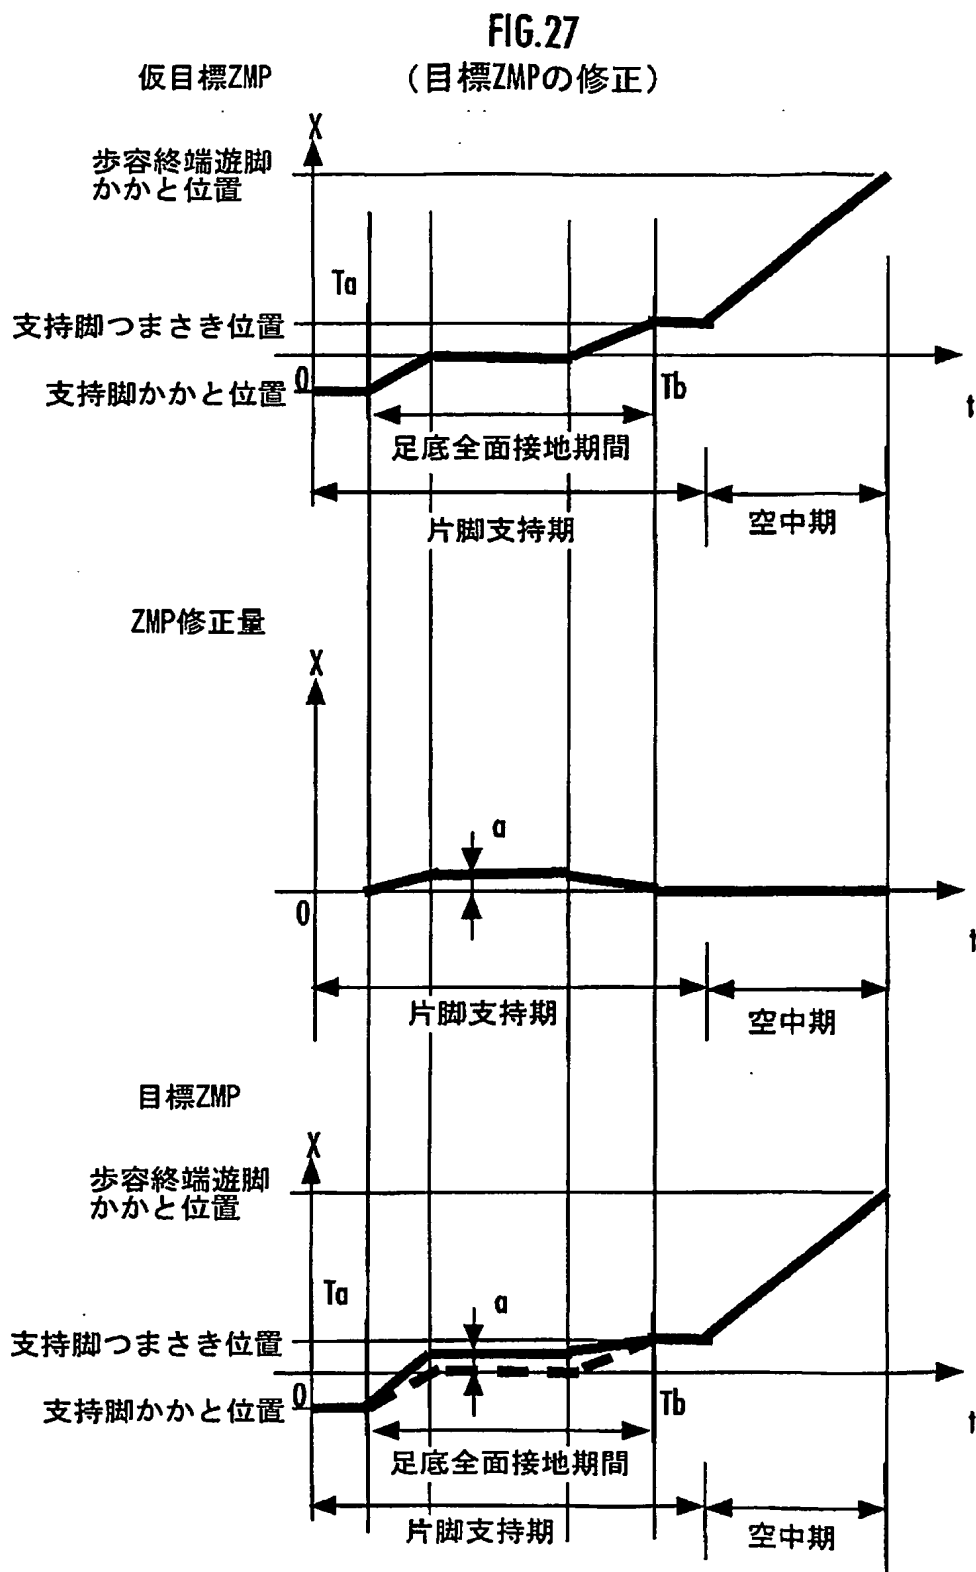 FIG.27
(目標ZMPの修正)
仮目標ZMP
X
歩容終端遊脚
かかと位置
Ta
支持脚つまさき位置
0
支持脚かかと位置
Tb
t
足底全面接地期間
片脚支持期
空中期
ZMP修正量
X
a
0
t
片脚支持期
空中期
目標ZMP
X
歩容終端遊脚
かかと位置
Ta
a
支持脚つまさき位置
0
支持脚かかと位置
Tb
t
足底全面接地期間
片脚支持期
空中期